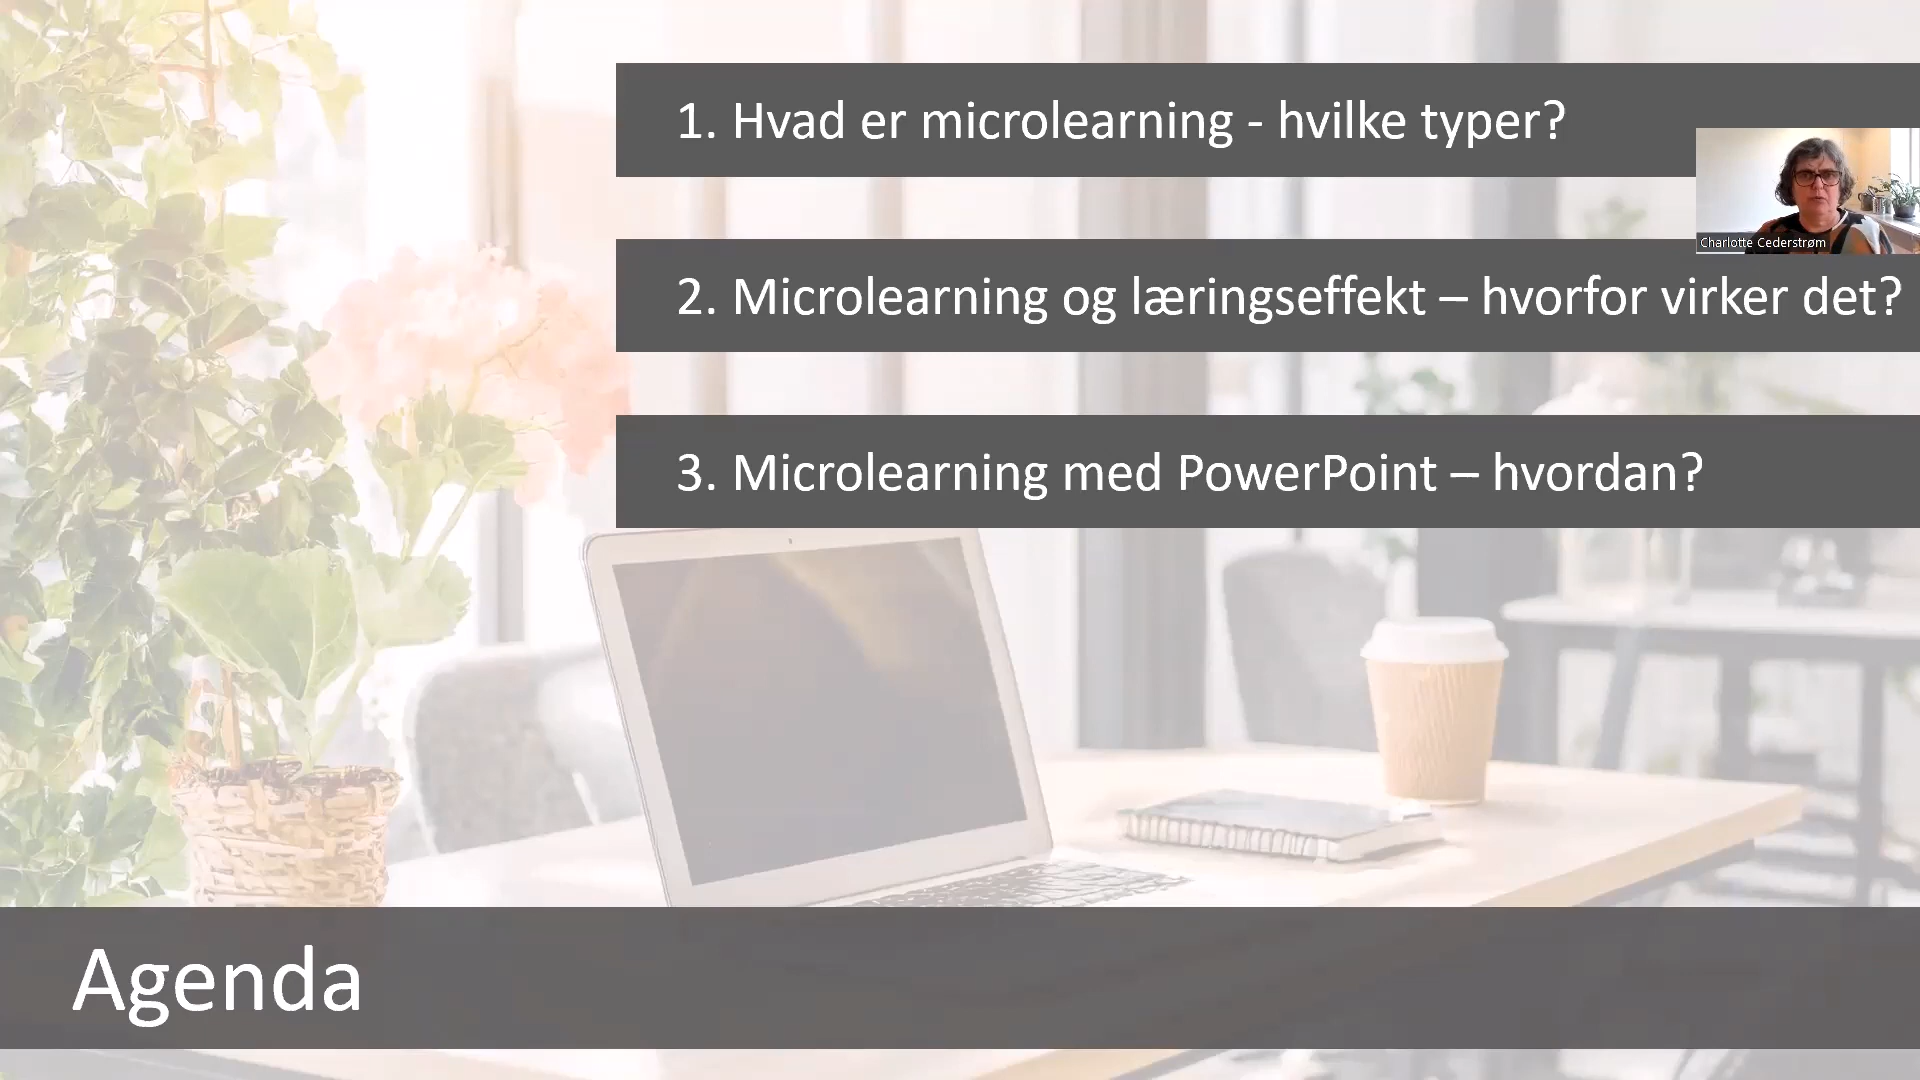 1. Hvad er microlearning - hvilke typer?
Charlotte Cederstrøm
2. Microlearning og læringseffekt – hvorfor virker det?
3. Microlearning med PowerPoint – hvordan?
Agenda